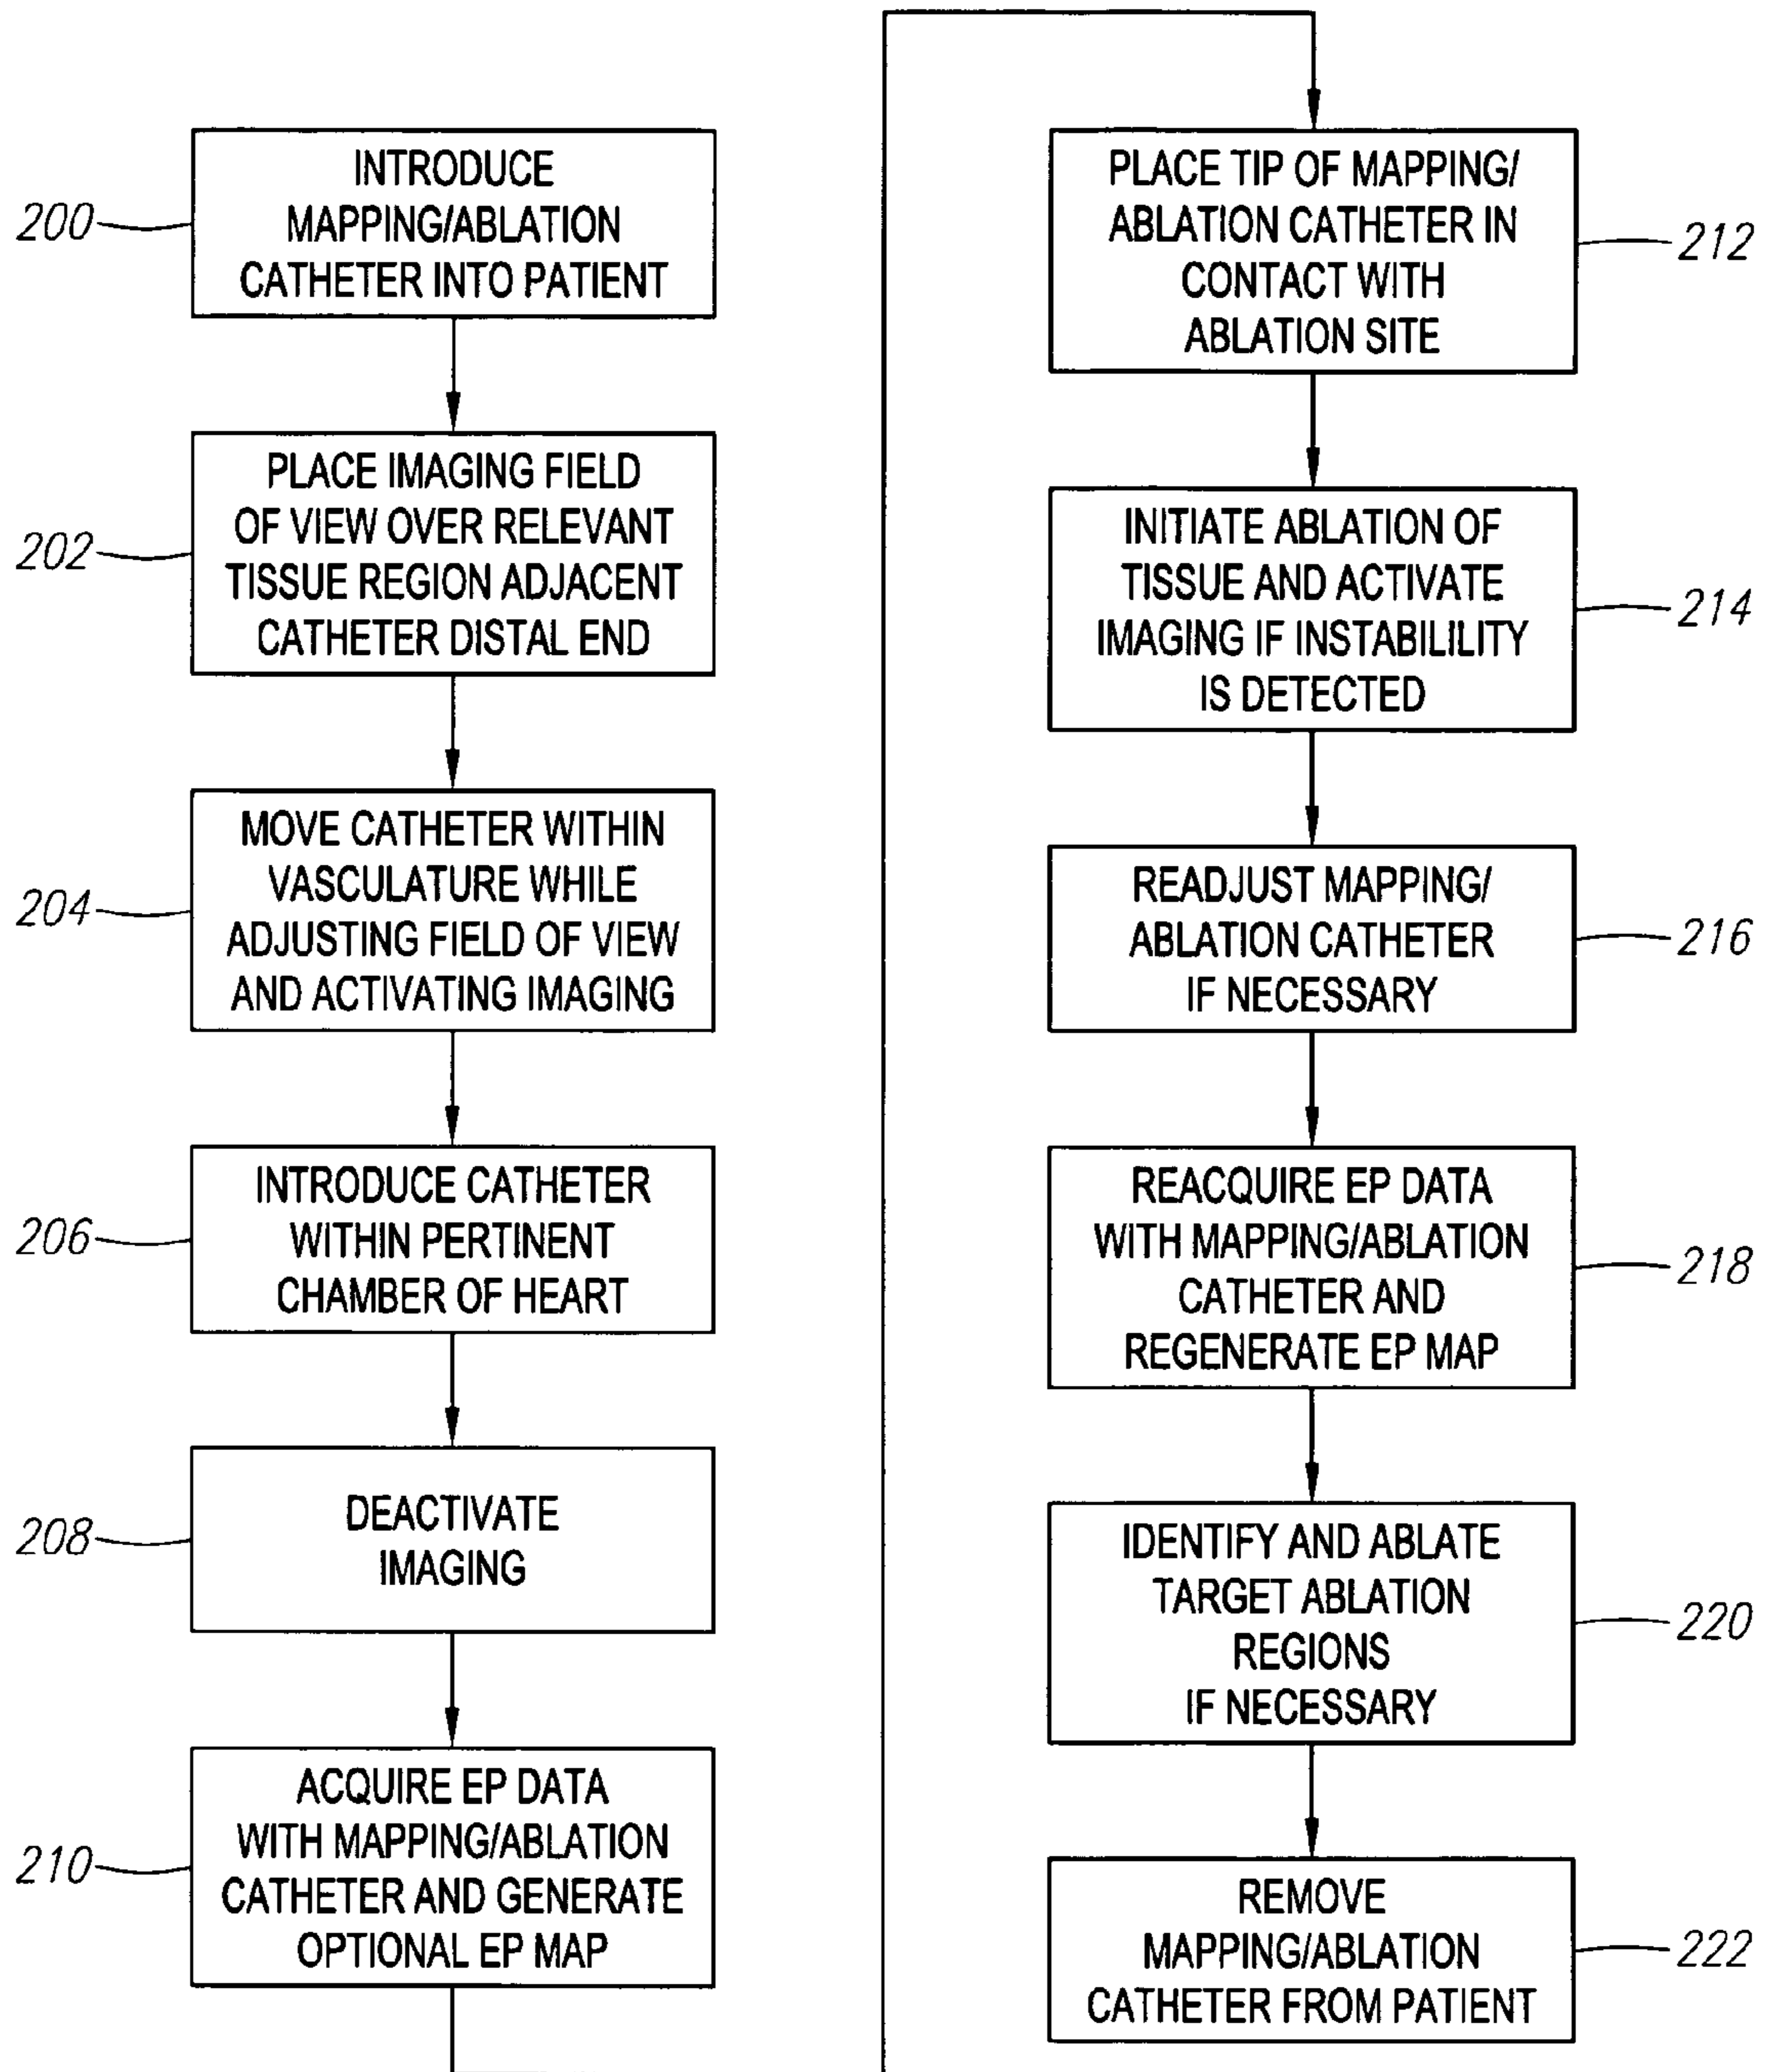 200
INTRODUCE
MAPPING/ABLATION
CATHETER INTO PATIENT
202
PLACE IMAGING FIELD
OF VIEW OVER RELEVANT
TISSUE REGION ADJACENT
CATHETER DISTAL END
204
MOVE CATHETER WITHIN
VASCULATURE WHILE
ADJUSTING FIELD OF VIEW
AND ACTIVATING IMAGING
206
INTRODUCE CATHETER
WITHIN PERTINENT
CHAMBER OF HEART
208
DEACTIVATE
IMAGING
210
ACQUIRE EP DATA
WITH MAPPING/ABLATION
CATHETER AND GENERATE
OPTIONAL EP MAP
PLACE TIP OF MAPPING/
ABLATION CATHETER IN
CONTACT WITH
ABLATION SITE
212
INITIATE ABLATION OF
TISSUE AND ACTIVATE
IMAGING IF INSTABILILITY
IS DETECTED
214
READJUST MAPPING/
ABLATION CATHETER
IF NECESSARY
216
REACQUIRE EP DATA
WITH MAPPING/ABLATION
CATHETER AND
REGENERATE EP MAP
218
IDENTIFY AND ABLATE
TARGET ABLATION
REGIONS
IF NECESSARY
220
REMOVE
MAPPING/ABLATION
CATHETER FROM PATIENT
222